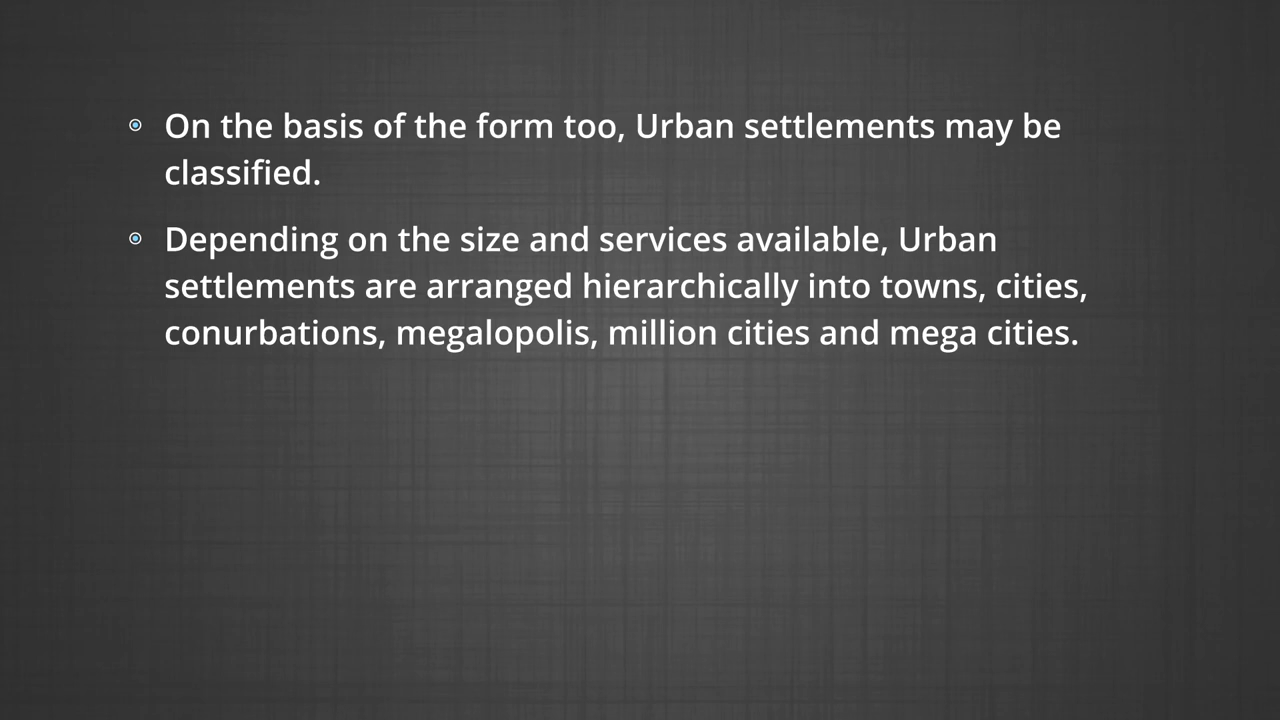 On the basis of the form too, Urban settlements may be
classified.
Depending on the size and services available, Urban
settlements are arranged hierarchically into towns, cities,
conurbations, megalopolis, million cities and mega cities.